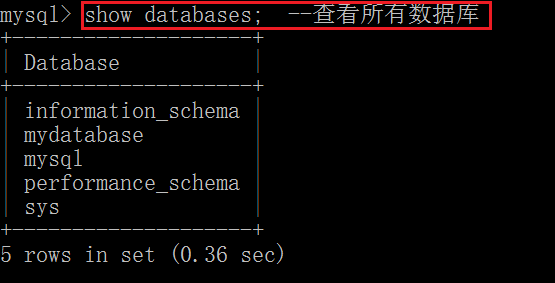 mysql> show databases;  --查看所有数据库
+--------------------+
| Database           |
+--------------------+
| information_schema |
| mydatabase         |
| mysql              |
| performance_schema |
| sys                |
+--------------------+
5 rows in set (0.36 sec)